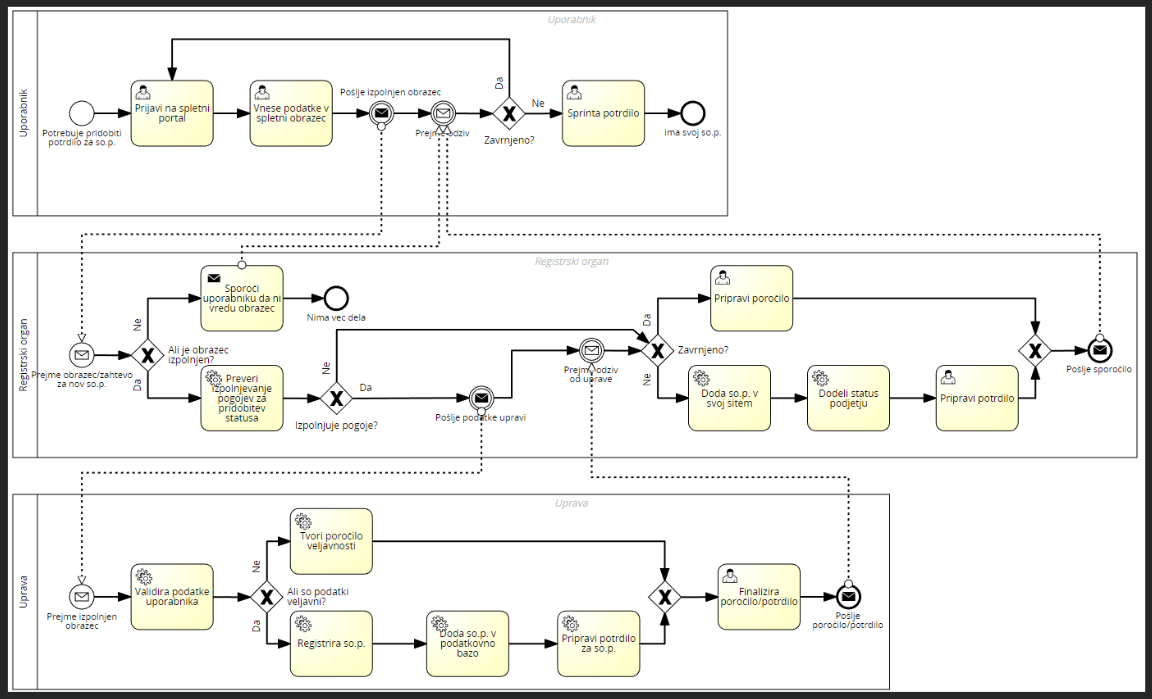 Uporabnik
Uporabnik
Potrebuje pridobiti
potrdilo za so.p.
Prijavi na spletni
portal
Vnese podatke v
spletni obrazec
Pošlje izpolnjen obrazec
Prejme odziv
Da
Zavrnjeno?
Ne
Sprinta potrdilo
ima svoj so.p.
Registrski organ
Registrski organ
Prejme obrazec/zahtevo
za nov so.p.
Ne
Ali je obrazec
izpolnjen?
Da
Sporoci
uporabniku da ni
vredu obrazec
Nima vec dela
Preveri
izpolnjevanje
pogojev za
pridobitev
statusa
Ne
Da
Izpolnjuje pogoje?
Pošlje podatke upravi
Prejme odziv
od uprave
Da
Zavrnjeno?
Ne
Pripravi poročilo
Doda so.p. v
svoj sitem
Dodeli status
podjetju
Pripravi potrdilo
Pošlje sporočilo
Uprava
Uprava
Prejme izpolnjen
obrazec
Validira podatke
uporabnika
Ne
Ali so podatki
veljavni?
Da
Tvori poročilo
veljavnosti
Registrira so.p.
Doda so.p. v
podatkovno
bazo
Pripravi potrdilo
za so.p.
Finalizira
poročilo/potrdilo
Pošlje
poročilo/potrdilo